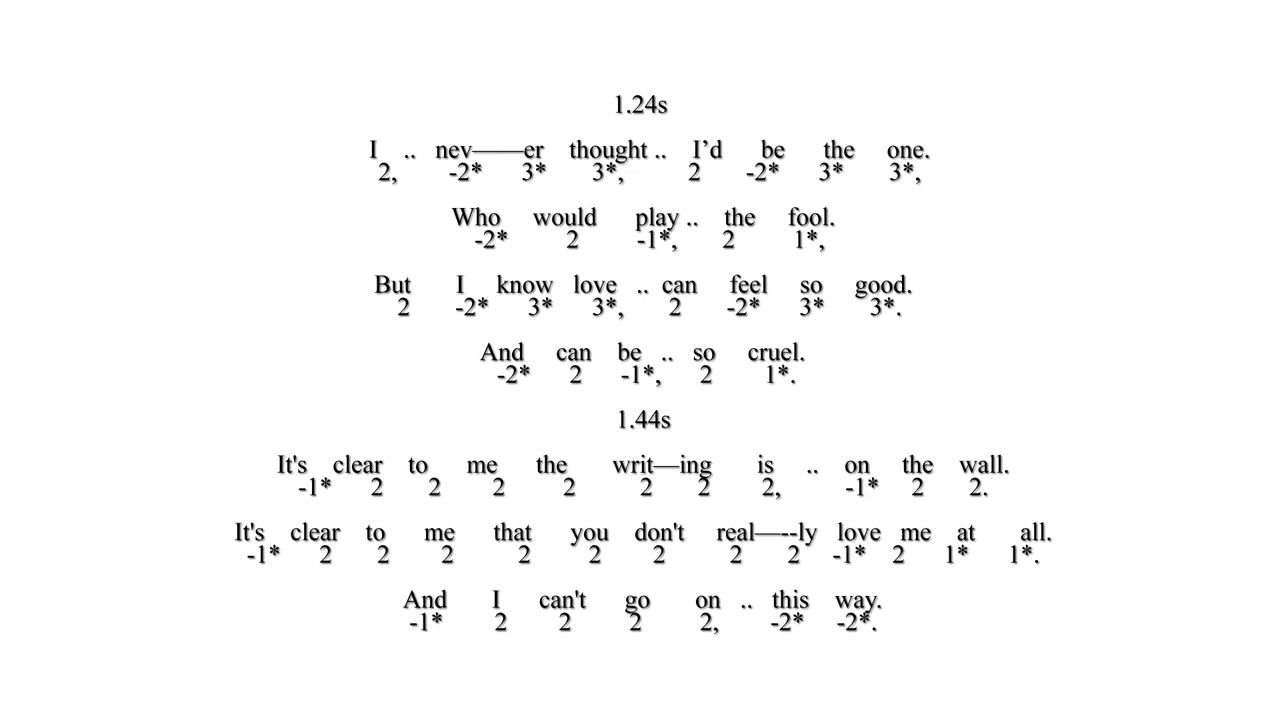 1.24s
I .. nev——er thought .. I’d be the one.
2, -2* 3* 3*, 2 -2* 3* 3*,
Who would play .. the fool.
-2* 2 -1*, 2 1*,
But I know love .. can feel so good.
2 -2* 3* 3*, 2 -2* 3* 3*.
And can be .. so cruel.
-2* 2 -1*, 2 1*.
1.44s
It's clear to me the writ—ing is .. on the wall.
-1* 2 2 2 2 2 2 2, -1* 2 2.
It's clear to me that you don't real—--ly love me at all.
-1* 2 2 2 2 2 2 2 2 -1* 2 1* 1*.
And I can't go on .. this way.
-1* 2 2 2 2, -2* -2*.